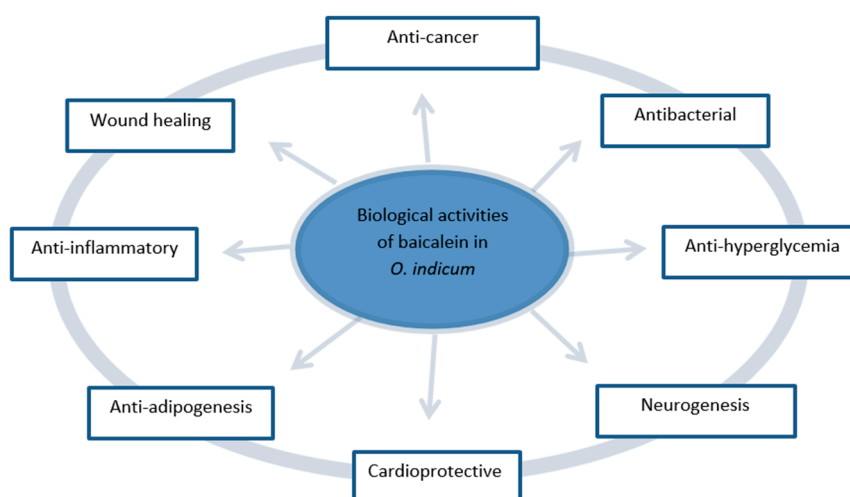 Anti-cancer
Wound healing
Antibacterial
Biological activities
of baicalein in
O. indicum
Anti-inflammatory
Anti-hyperglycemia
Anti-adipogenesis
Neurogenesis
Cardioprotective